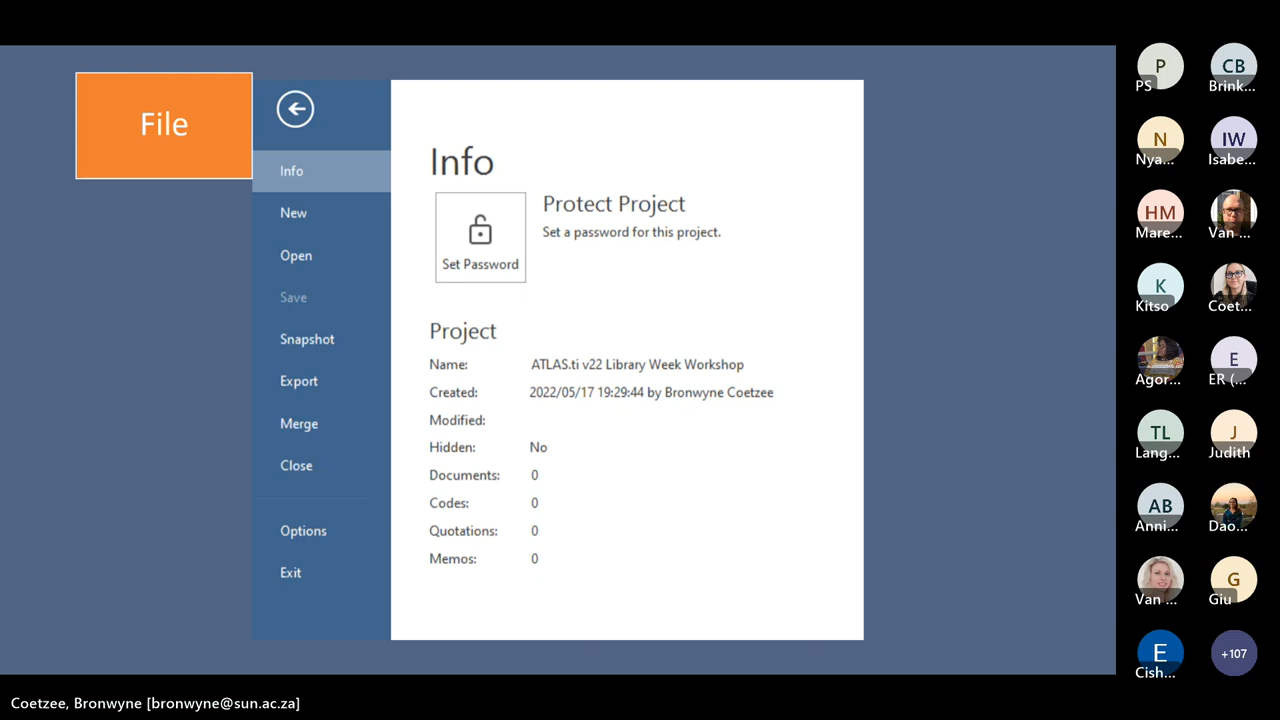 File
Info
New
Open
Save
Snapshot
Export
Merge
Close
Options
Exit
Info
Set Password
Protect Project
Set a password for this project.
Project
Name: ATLAS.ti v22 Library Week Workshop
Created: 2022/05/17 19:29:44 by Bronwyne Coetzee
Modified:
Hidden: No
Documents: 0
Codes: 0
Quotations: 0
Memos: 0
P CB
PS Brink...
N IW
Nya... Isabe...
HM
Mare... Van ...
K
Kitso Coet...
E
Agor... ER (...
TL J
Lang... Judith
AB
Anni... Dao...
G
Van ... Giu
E +107
Cish...
Coetzee, Bronwyne [bronwyne@sun.ac.za]